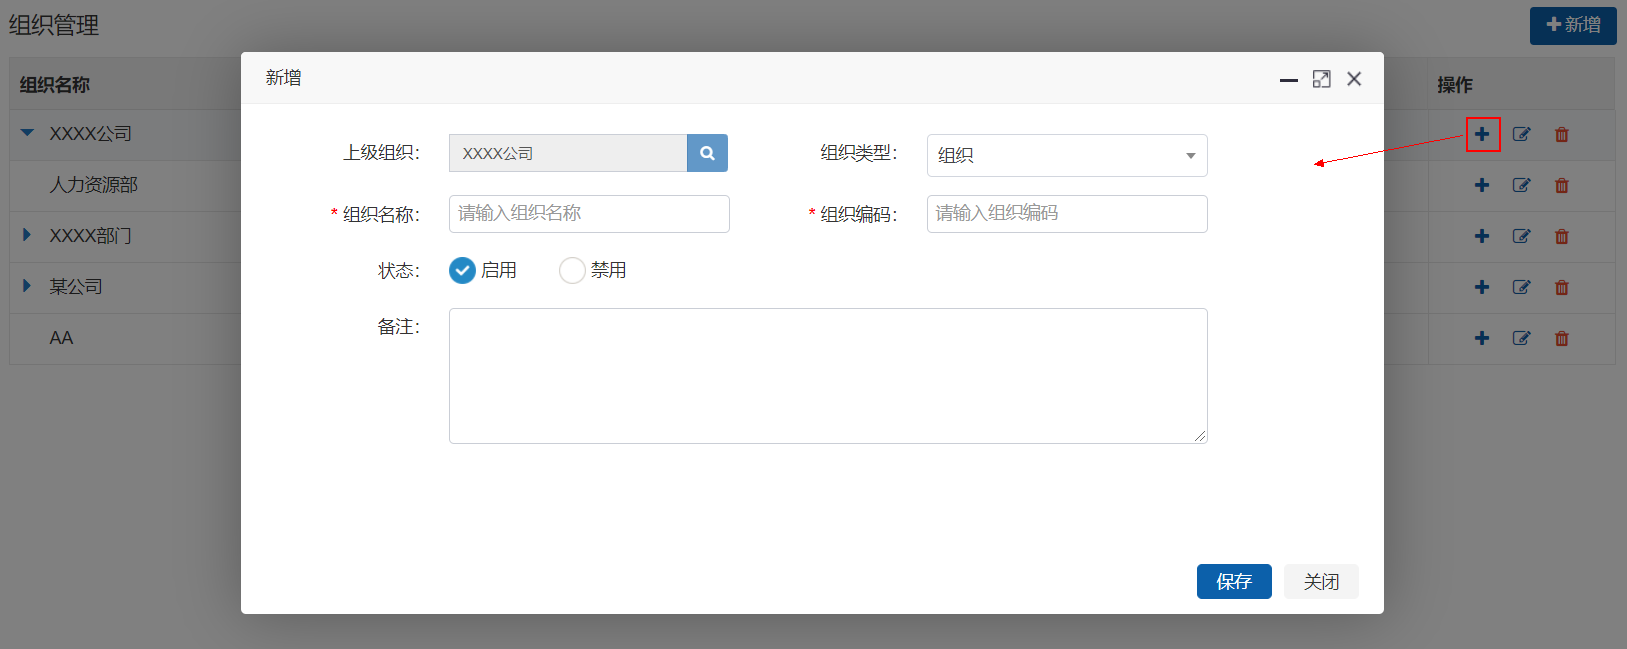 组织管理
新增
组织名称
操作
XXXX公司
人力资源部
XXXX部门
某公司
AA
新增
上级组织：
XXXX公司
组织类型：
组织
* 组织名称：
请输入组织名称
* 组织编码：
请输入组织编码
状态：
启用
禁用
备注：
保存
关闭